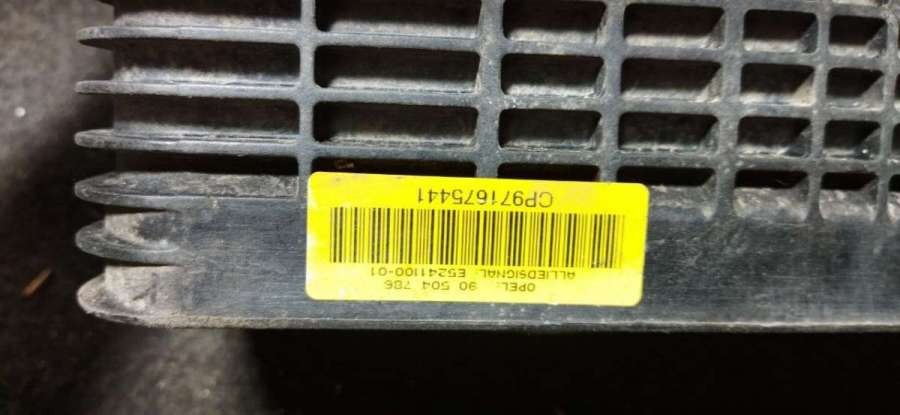 OPEL: 90 504 786
ALLIEDSIGNAL: E5241100-01
CP971675441